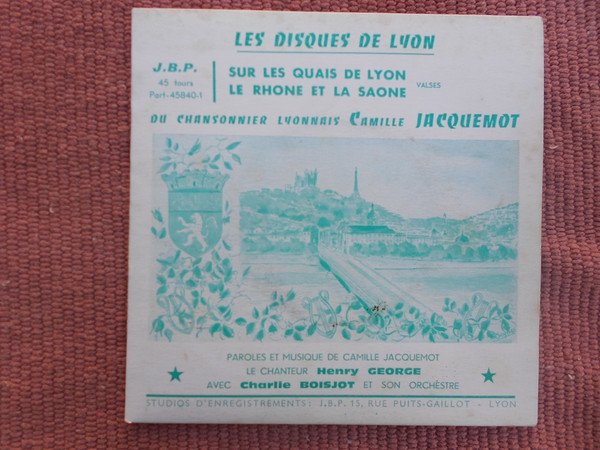 LES DISQUES DE LYON
J.B.P.
45 tours
Part-45840-1
SUR LES QUAIS DE LYON
LE RHONE ET LA SAONE
VALSES
DU CHANSONNIER LYONNAIS CAMILLE JACQUEMOT
PAROLES ET MUSIQUE DE CAMILLE JACQUEMOT
LE CHANTEUR Henry GEORGE
AVEC Charlie BOISJOT ET SON ORCHÈSTRE
STUDIOS D'ENREGISTREMENTS: J.B.P. 15, RUE PUITS-GAILLOT - LYON